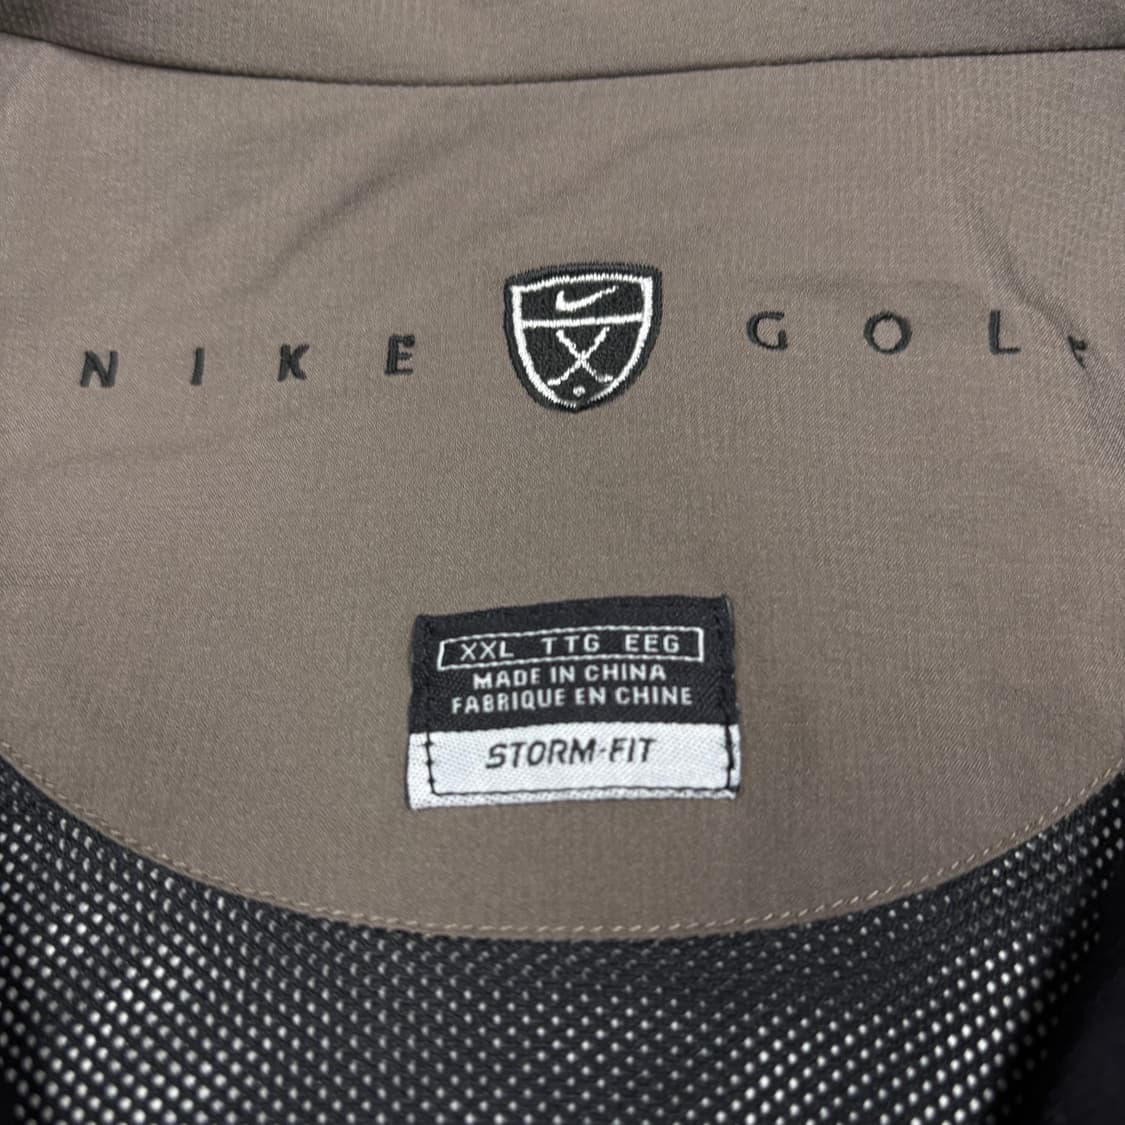 NIKE GOLF
XXL TTG EEG
MADE IN CHINA
FABRIQUE EN CHINE
STORM-FIT